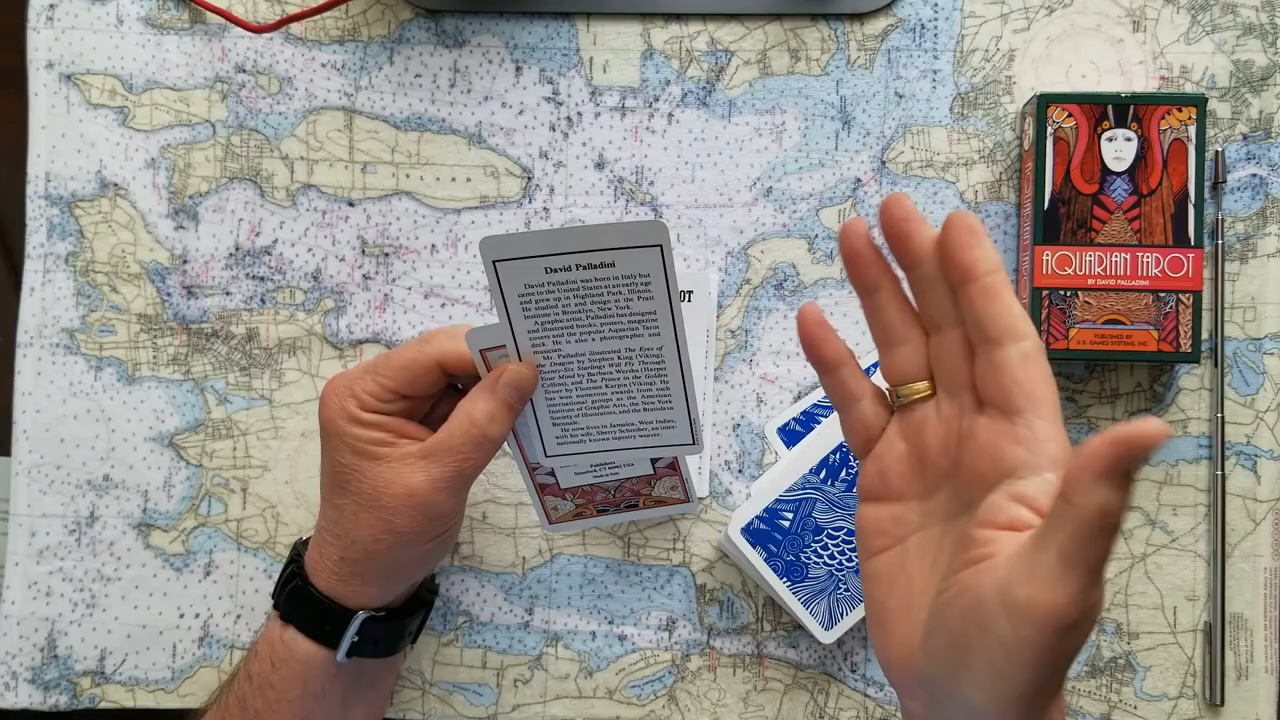 David Palladini
David Palladini was born in Italy but
came to the United States at an early age
and grew up in Highland Park, Illinois.
He studied art and design at the Pratt
Institute in Brooklyn, New York.
A graphic artist, Palladini has designed
and illustrated books, posters, magazine
covers and the popular Aquarian Tarot
deck. He is also a photographer and
musician.
Mr. Palladini illustrated The Eyes of
the Dragon by Stephen King (Viking),
Twenty-Six Starlings Will Fly Through
Your Mind by Barbara Wersba (Harper
Collins), and The Prince in the Golden
Tower by Florence Karpin (Viking). He
has won numerous awards from such
international groups as the American
Institute of Graphic Arts, the New York
Society of Illustrators, and the Bratislava
Biennale.
He now lives in Jamaica, West Indies,
with his wife, Sherry Schreiber, an inter-
nationally known tapestry weaver.
Publishers
Stamford, CT 06902 USA
Made in Italy
OT
AQUARIAN TAROT
BY DAVID PALLADINI
PUBLISHED BY
U.S. GAMES SYSTEMS, INC.
AQUARIAN TAROT